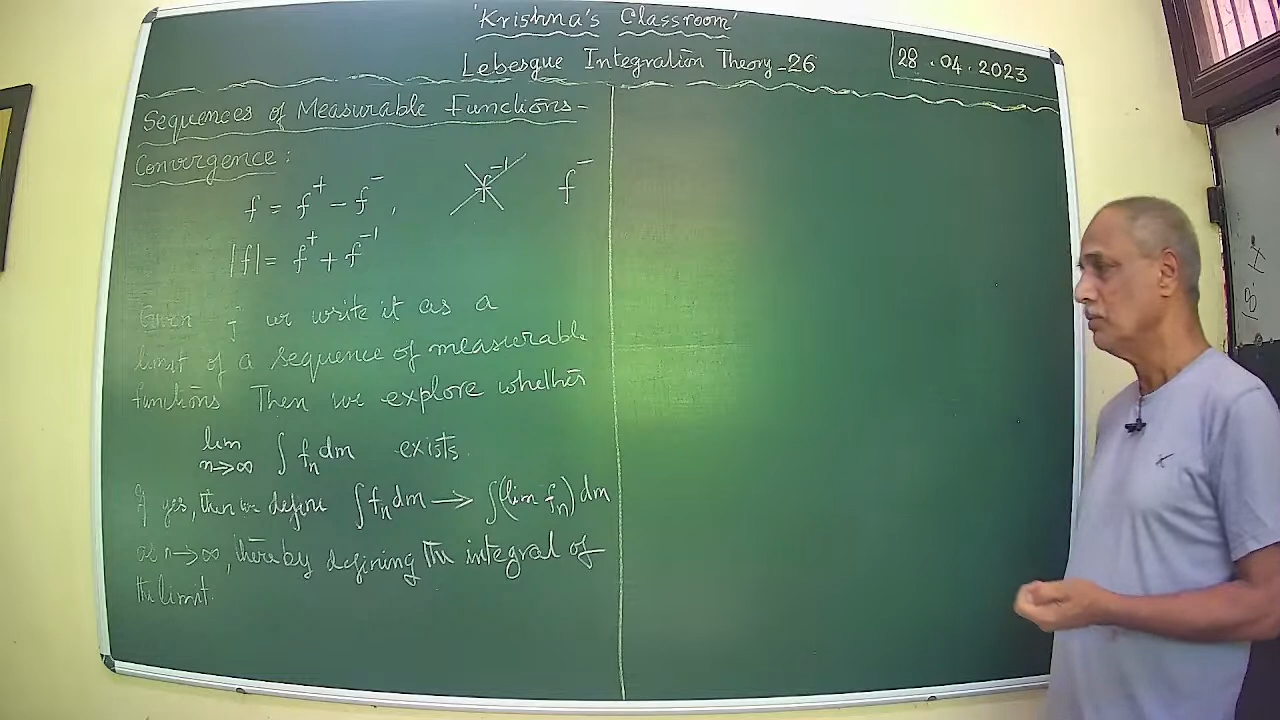 'Krishna's Classroom'
Lebesgue Integration Theory - 26
28.04.2023
Sequences of Measurable Functions -
Convergence:
f = f⁺ - f⁻, f⁻¹ f⁻
|f| = f⁺ + f⁻¹
Given f we write it as a
limit of a sequence of measurable
functions Then we explore whether
lim n→∞ ∫ fₙ dm exists.
If yes, then we define ∫ fₙ dm → ∫ (lim fₙ) dm
as n→∞, thereby defining the integral of
the limit.